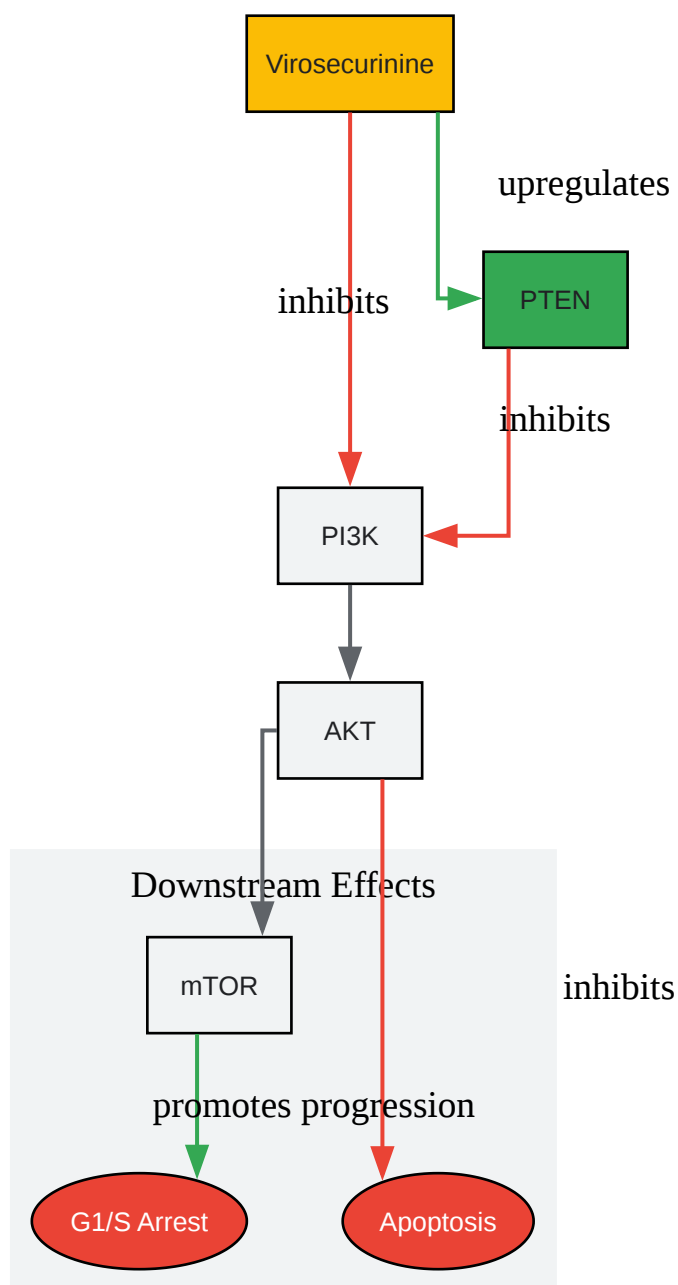 Virosecurinine
upregulates
inhibits
PTEN
inhibits
PI3K
AKT
Downstream Effects
mTOR
inhibits
promotes progression
G1/S Arrest
Apoptosis